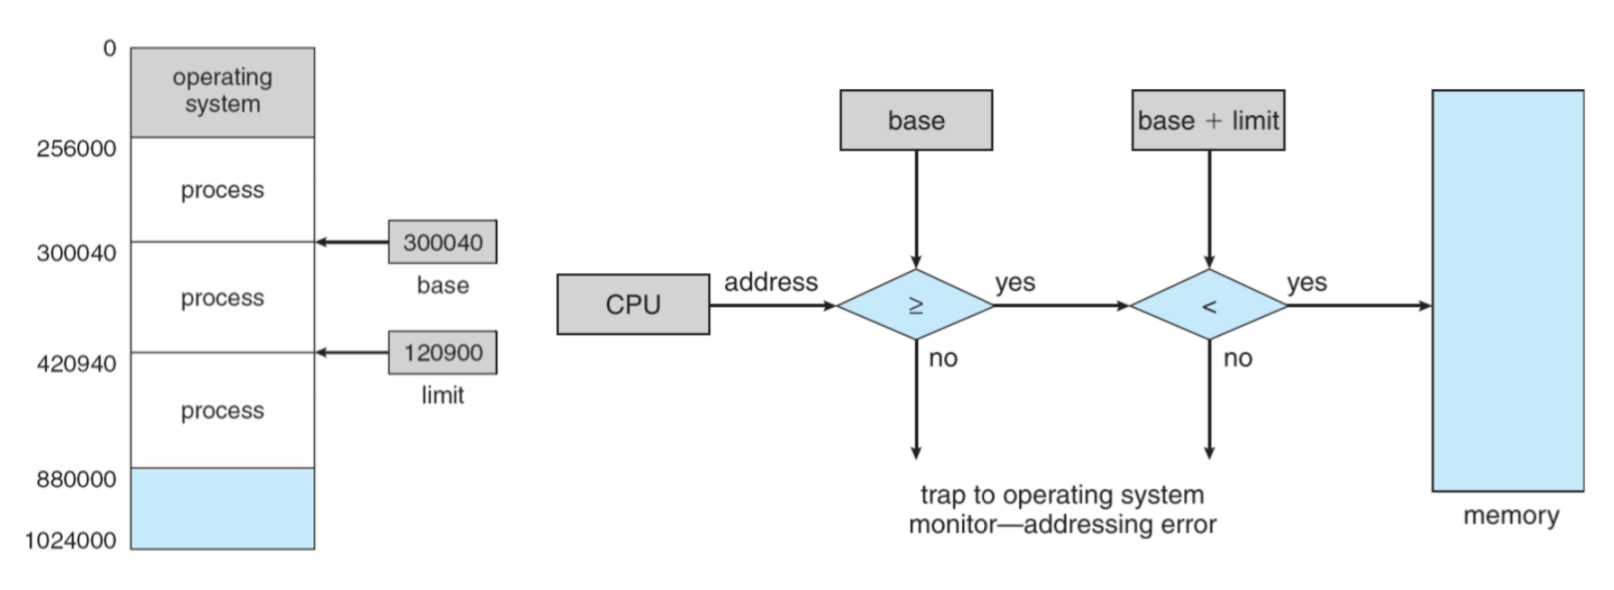 0
operating
system
256000
process
300040
300040
base
process
120900
420940
limit
process
880000
1024000
base
base + limit
CPU
address
≥
yes
<
yes
no
no
trap to operating system
monitor—addressing error
memory